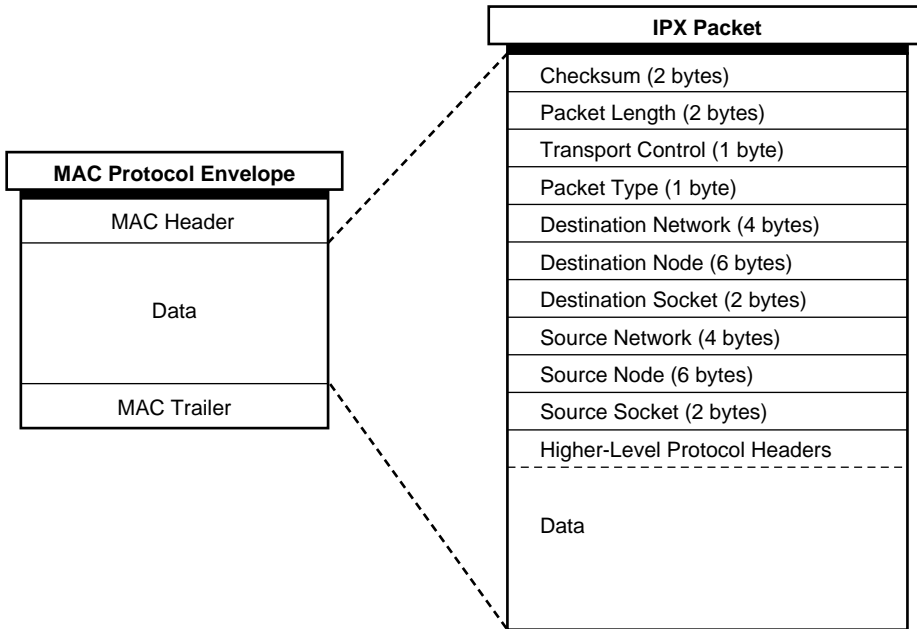 MAC Protocol Envelope
MAC Header
Data
MAC Trailer
IPX Packet
Checksum (2 bytes)
Packet Length (2 bytes)
Transport Control (1 byte)
Packet Type (1 byte)
Destination Network (4 bytes)
Destination Node (6 bytes)
Destination Socket (2 bytes)
Source Network (4 bytes)
Source Node (6 bytes)
Source Socket (2 bytes)
Higher-Level Protocol Headers
Data